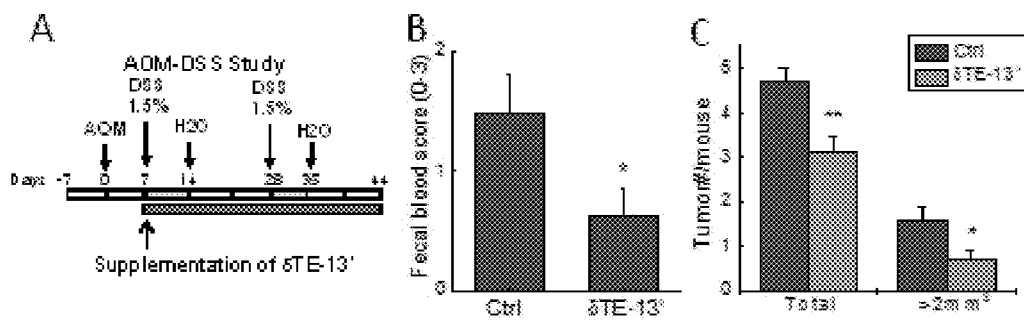 A
AOM-DSS Study
DSS
1.5%
DSS
1.5%
AOM
H2O
H2O
Days -7 0 7 14 28 35 44
Supplementation of δTE-13'
B
Fecal blood score (0-3)
2
1
0
*
Ctrl
δTE-13'
C
Ctrl
δTE-13'
Tumor#/mouse
5
4
3
2
1
0
**
*
Total
>2mm³